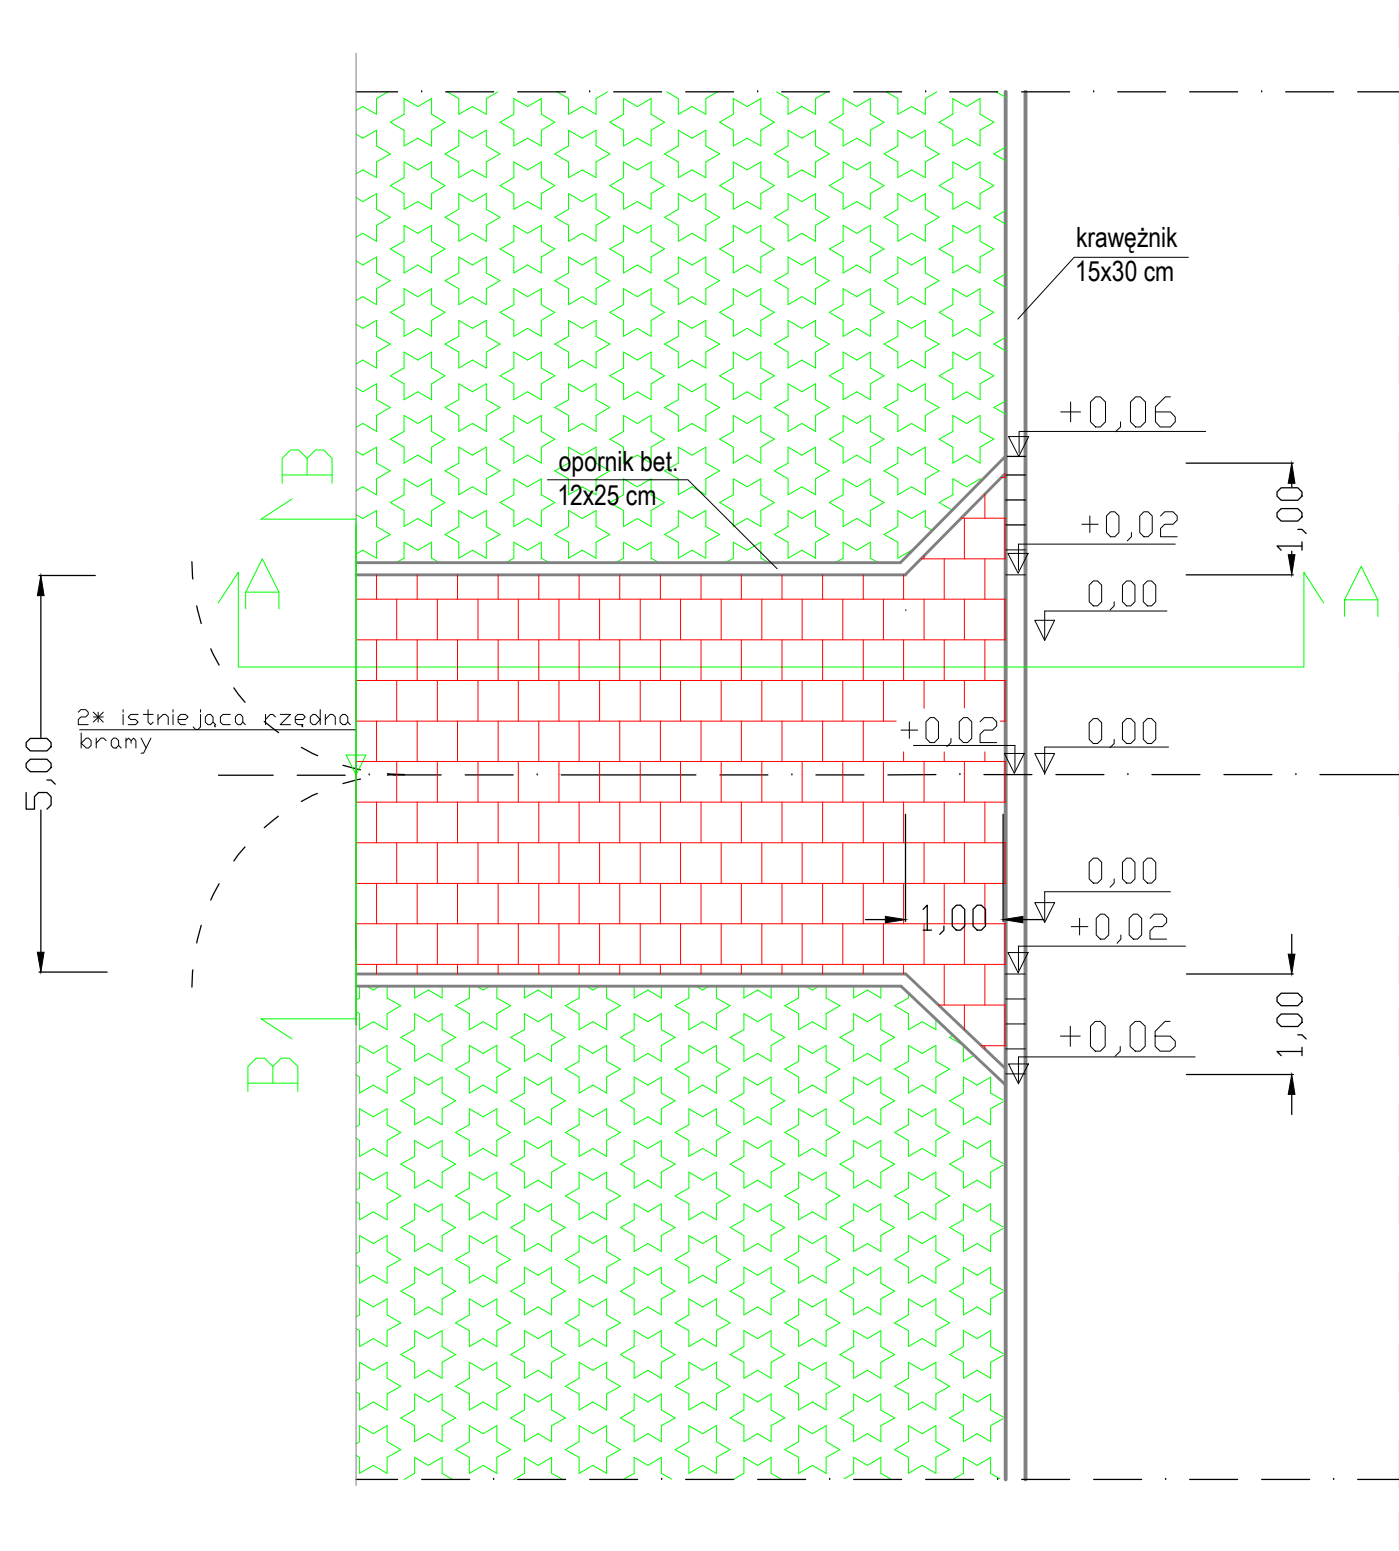 krawężnik
15x30 cm
+0,06
B
opornik bet.
12x25 cm
1,00
+0,02
A
0,00
A
2* istniejąca rzędna
bramy
+0,02
0,00
5,00
0,00
1,00
+0,02
1,00
+0,06
B